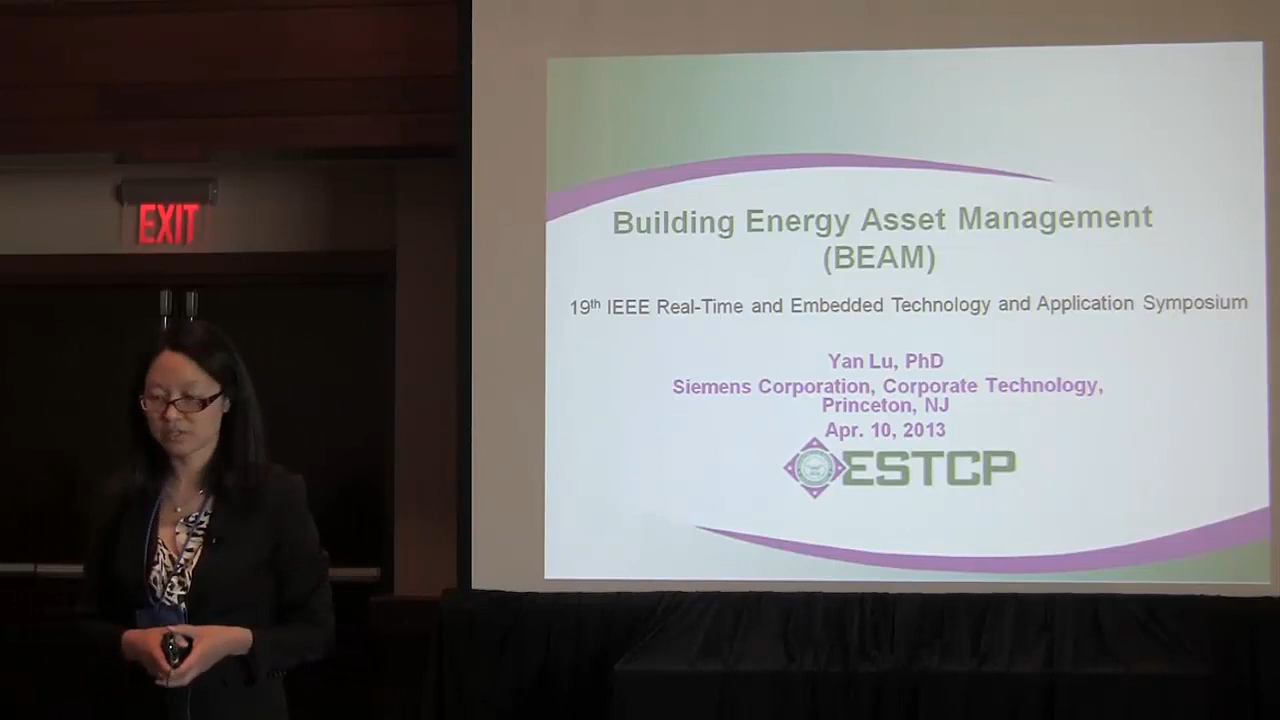 EXIT
Building Energy Asset Management
(BEAM)
19th IEEE Real-Time and Embedded Technology and Application Symposium
Yan Lu, PhD
Siemens Corporation, Corporate Technology,
Princeton, NJ
Apr. 10, 2013
ESTCP